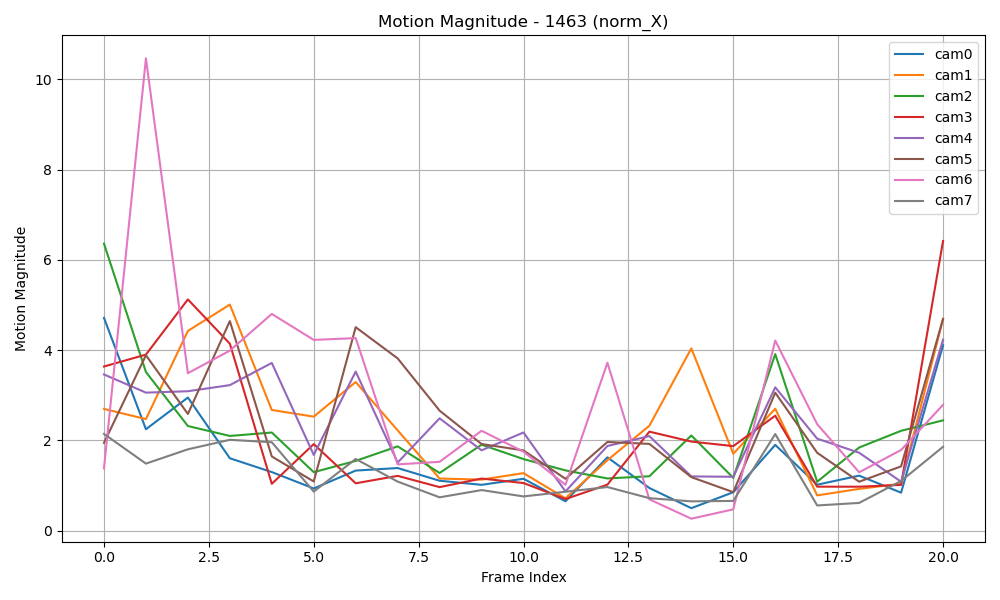 Motion Magnitude - 1463 (norm_X)
Motion Magnitude
10
8
6
4
2
0
cam0
cam1
cam2
cam3
cam4
cam5
cam6
cam7
0.0 2.5 5.0 7.5 10.0 12.5 15.0 17.5 20.0
Frame Index